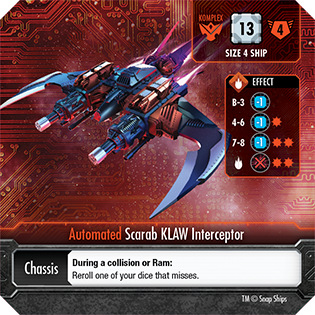 KOMPLEX
13
4
SIZE 4 SHIP
EFFECT
B-3 -1
4-6 -1
7-8 -1
Automated Scarab KLAW Interceptor
Chassis
During a collision or Ram:
Reroll one of your dice that misses.
TM © Snap Ships